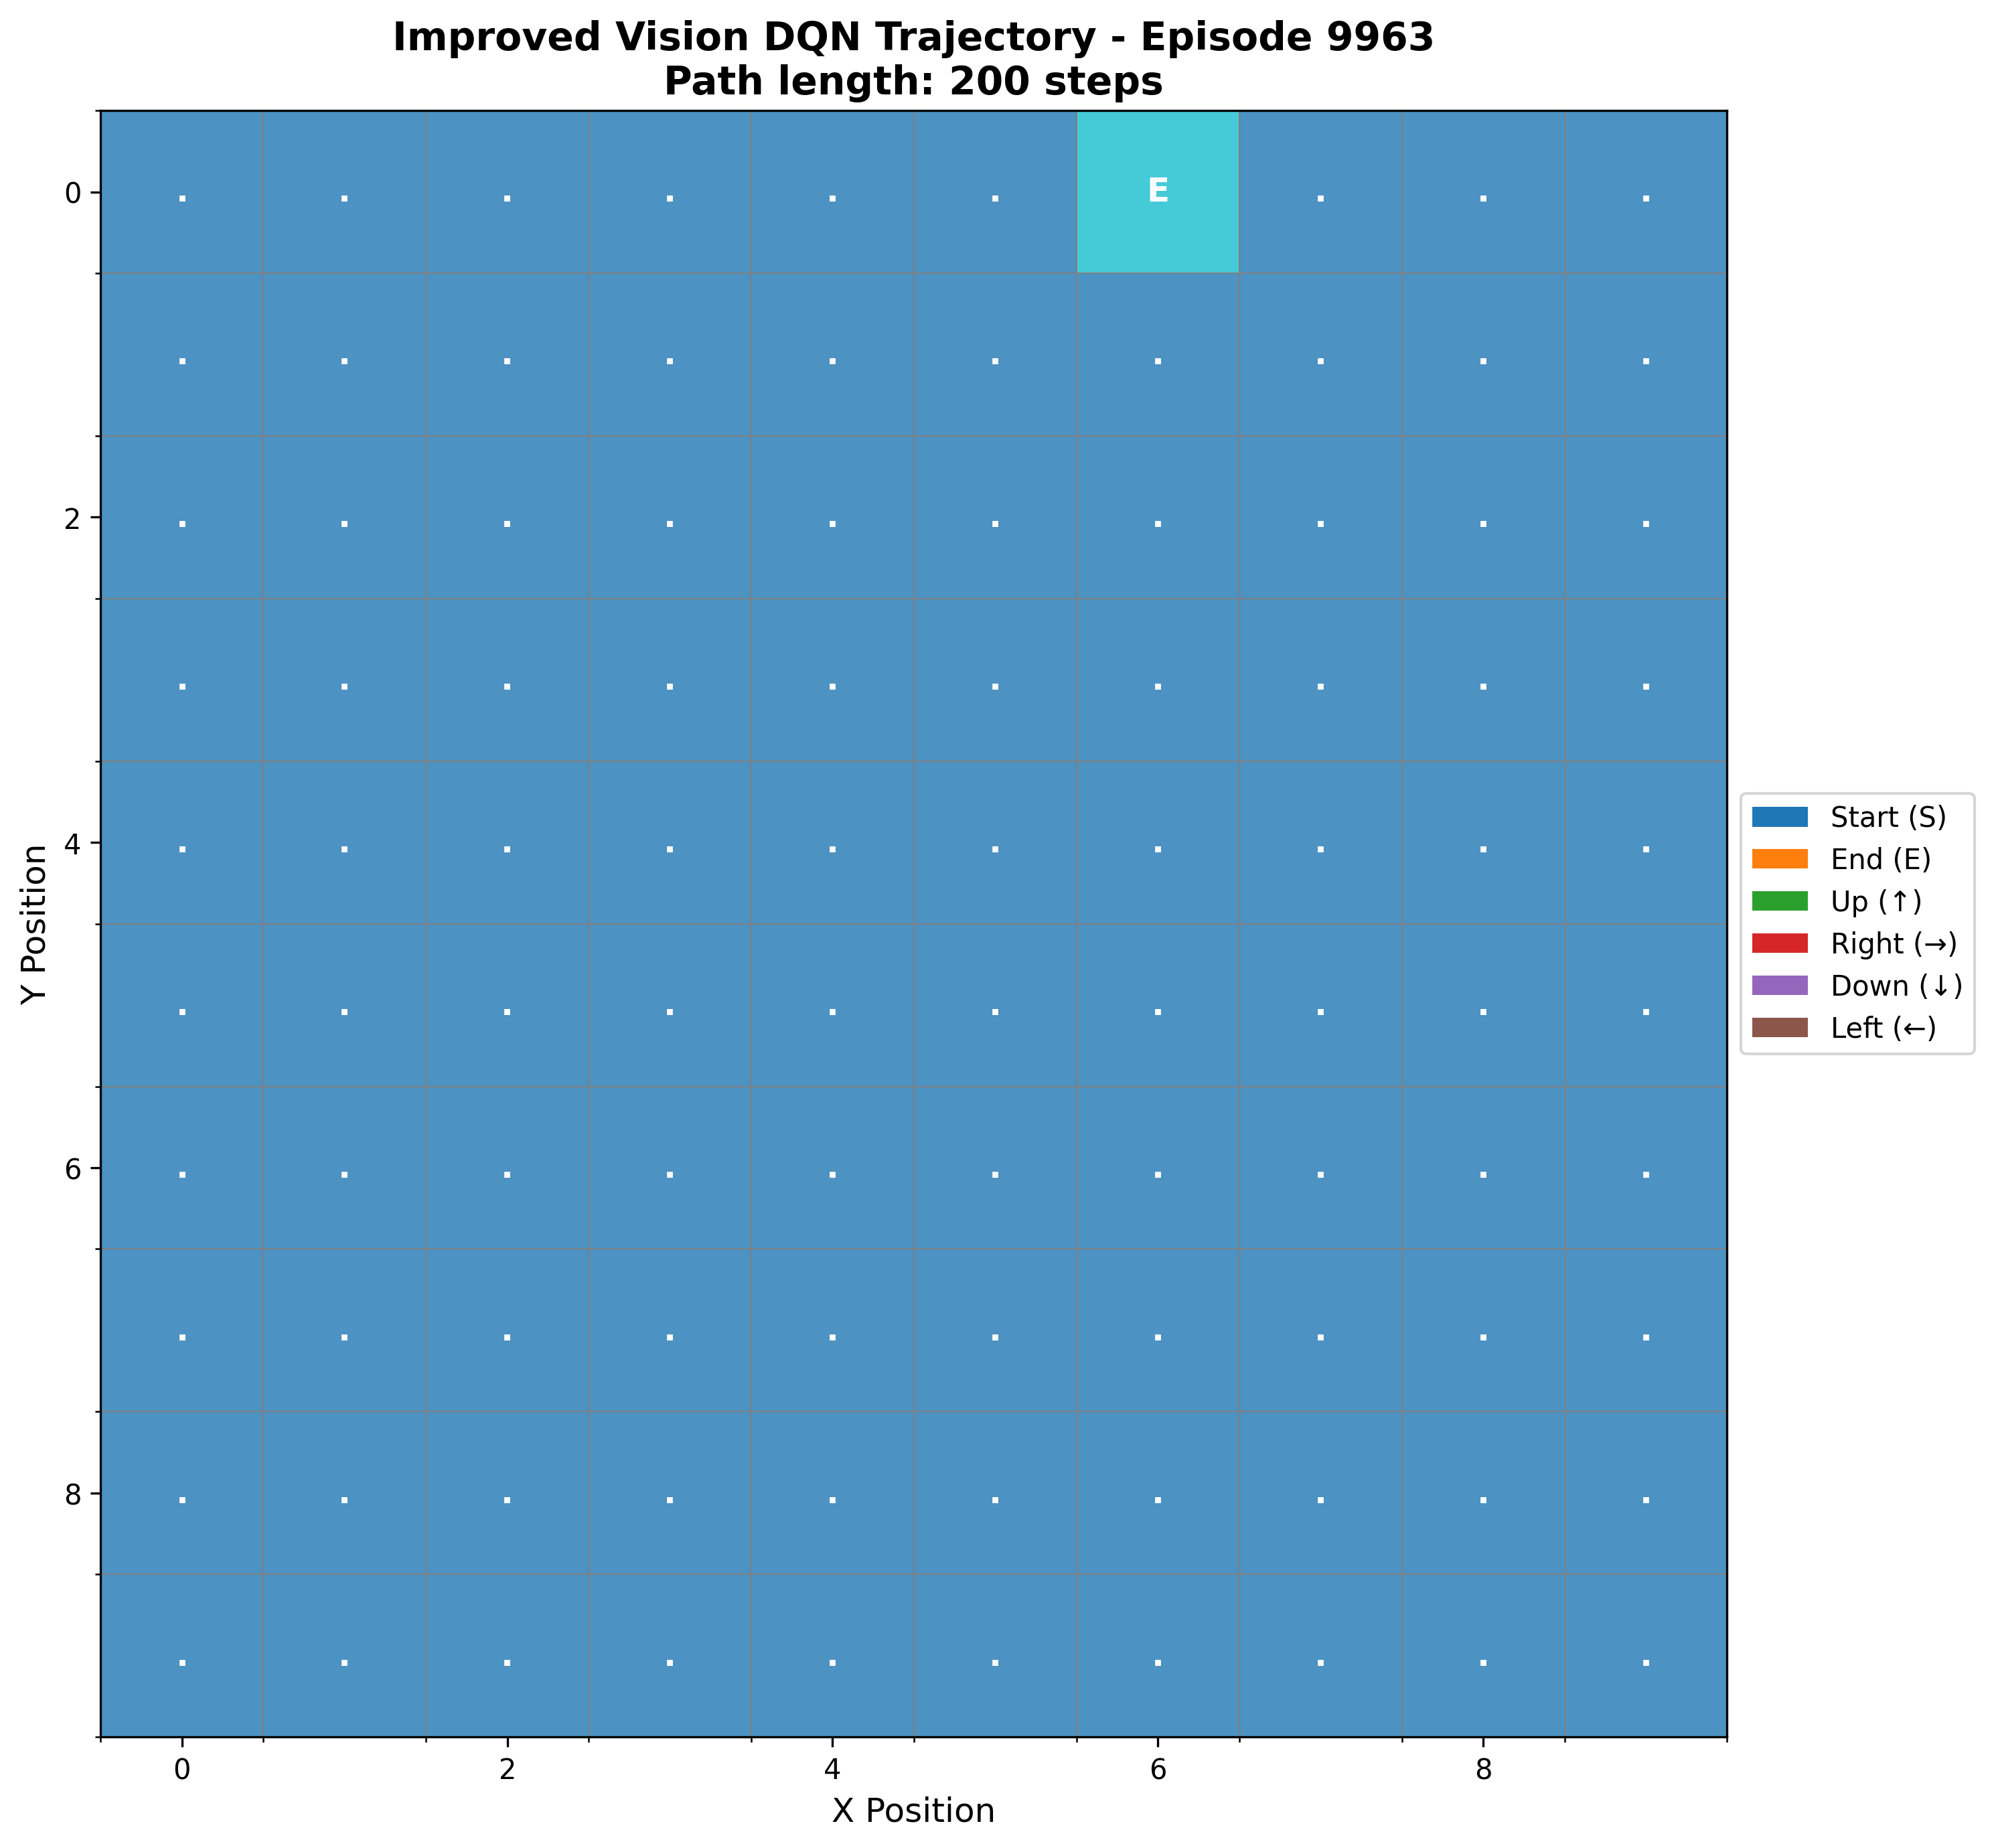 Improved Vision DQN Trajectory - Episode 9963
Path length: 200 steps
0
. . . . . . E . . .
. . . . . . . . . .
2
. . . . . . . . . .
. . . . . . . . . .
4
. . . . . . . . . .
. . . . . . . . . .
6
. . . . . . . . . .
. . . . . . . . . .
8
. . . . . . . . . .
. . . . . . . . . .
0 2 4 6 8
X Position
Y Position
Start (S)
End (E)
Up (↑)
Right (→)
Down (↓)
Left (←)